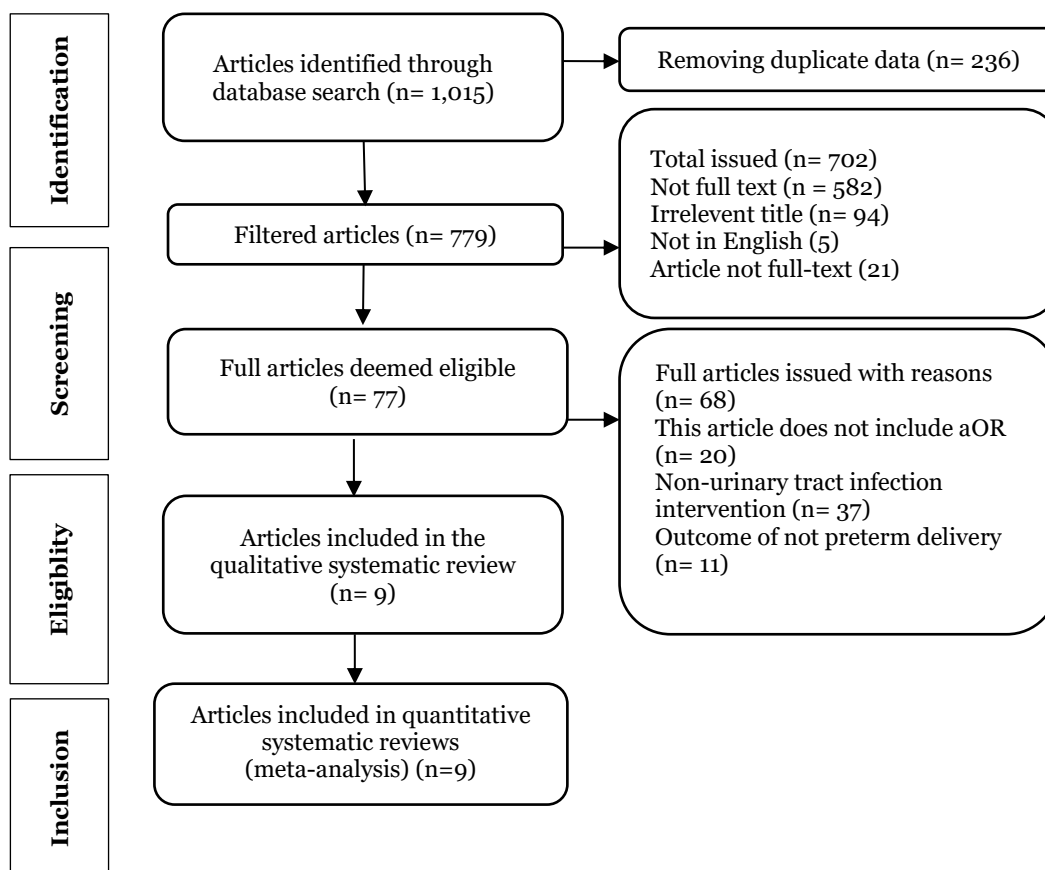 Identification
Articles identified through
database search (n= 1,015)
Removing duplicate data (n= 236)
Filtered articles (n= 779)
Total issued (n= 702)
Not full text (n = 582)
Irrelevent title (n= 94)
Not in English (5)
Article not full-text (21)
Screening
Full articles deemed eligible
(n= 77)
Full articles issued with reasons
(n= 68)
This article does not include aOR
(n= 20)
Non-urinary tract infection
intervention (n= 37)
Outcome of not preterm delivery
(n= 11)
Eligiblity
Articles included in the
qualitative systematic review
(n= 9)
Inclusion
Articles included in quantitative
systematic reviews
(meta-analysis) (n=9)